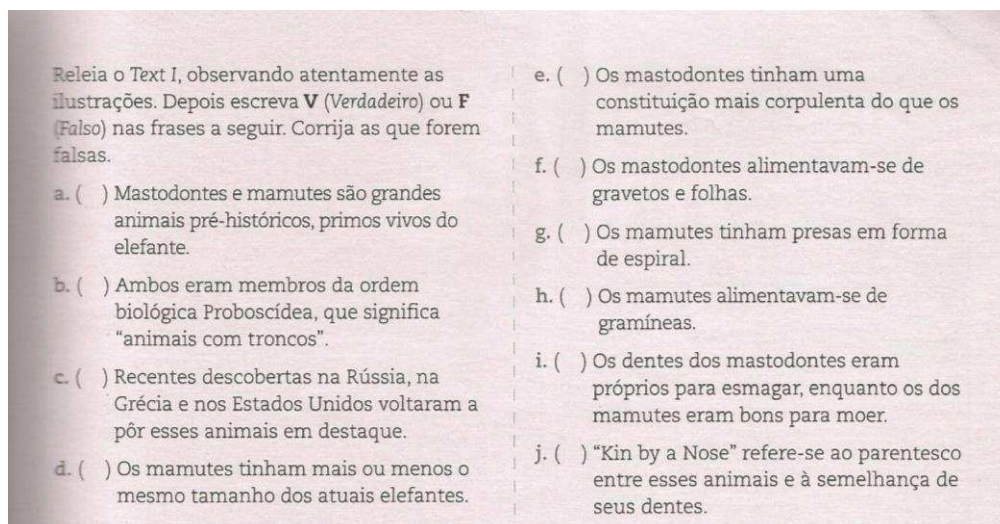 Releia o Text I, observando atentamente as
ilustrações. Depois escreva V (Verdadeiro) ou F
(Falso) nas frases a seguir. Corrija as que forem
falsas.
a. ( ) Mastodontes e mamutes são grandes
animais pré-históricos, primos vivos do
elefante.
b. ( ) Ambos eram membros da ordem
biológica Proboscídea, que significa
“animais com troncos”.
c. ( ) Recentes descobertas na Rússia, na
Grécia e nos Estados Unidos voltaram a
pôr esses animais em destaque.
d. ( ) Os mamutes tinham mais ou menos o
mesmo tamanho dos atuais elefantes.
e. ( ) Os mastodontes tinham uma
constituição mais corpulenta do que os
mamutes.
f. ( ) Os mastodontes alimentavam-se de
gravetos e folhas.
g. ( ) Os mamutes tinham presas em forma
de espiral.
h. ( ) Os mamutes alimentavam-se de
gramíneas.
i. ( ) Os dentes dos mastodontes eram
próprios para esmagar, enquanto os dos
mamutes eram bons para moer.
j. ( ) “Kin by a Nose” refere-se ao parentesco
entre esses animais e à semelhança de
seus dentes.